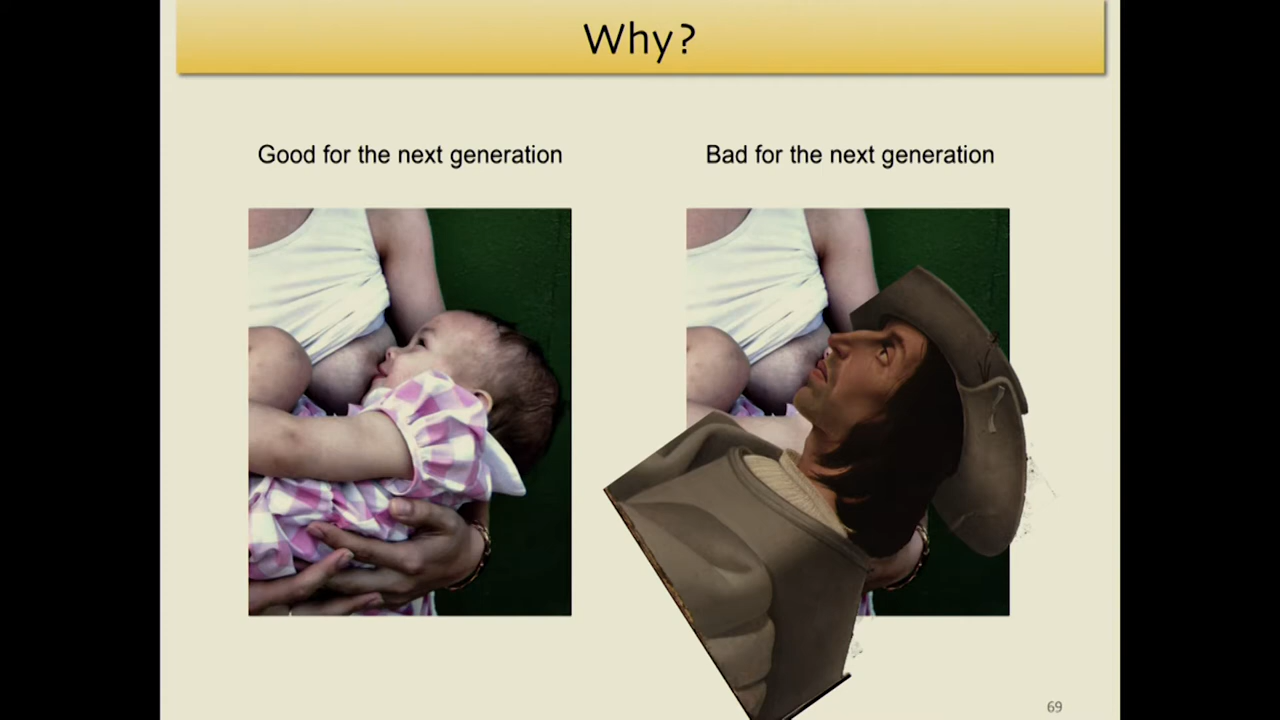 Why?
Good for the next generation
Bad for the next generation
69